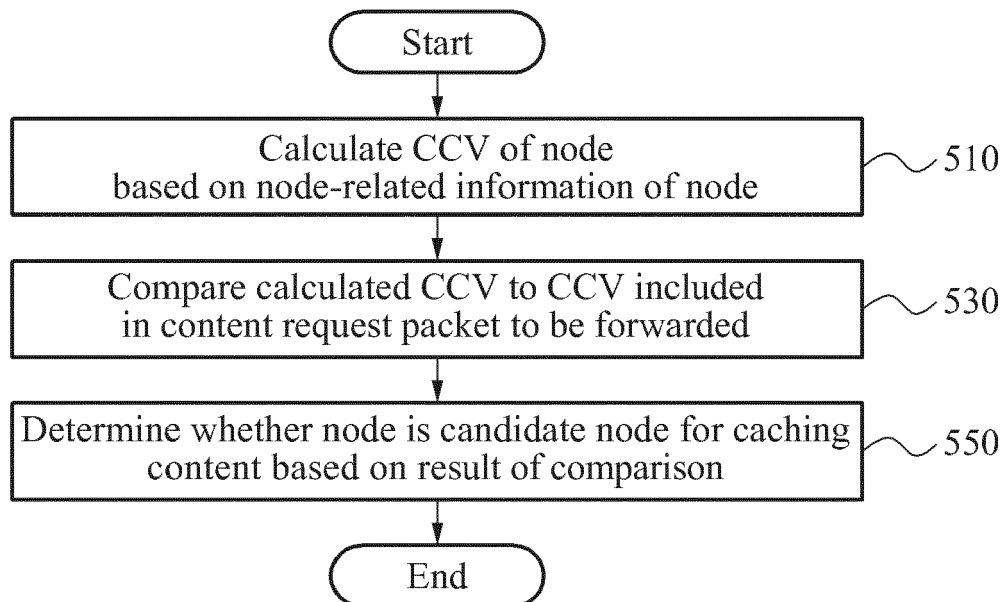 Start
Calculate CCV of node
based on node-related information of node
510
Compare calculated CCV to CCV included
in content request packet to be forwarded
530
Determine whether node is candidate node for caching
content based on result of comparison
550
End